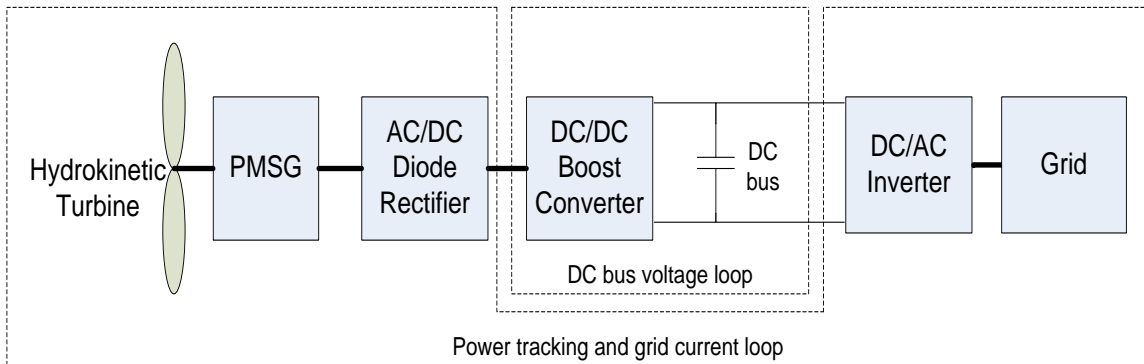 Hydrokinetic
Turbine
PMSG
AC/DC
Diode
Rectifier
DC/DC
Boost
Converter
DC
bus
DC/AC
Inverter
Grid
DC bus voltage loop
Power tracking and grid current loop